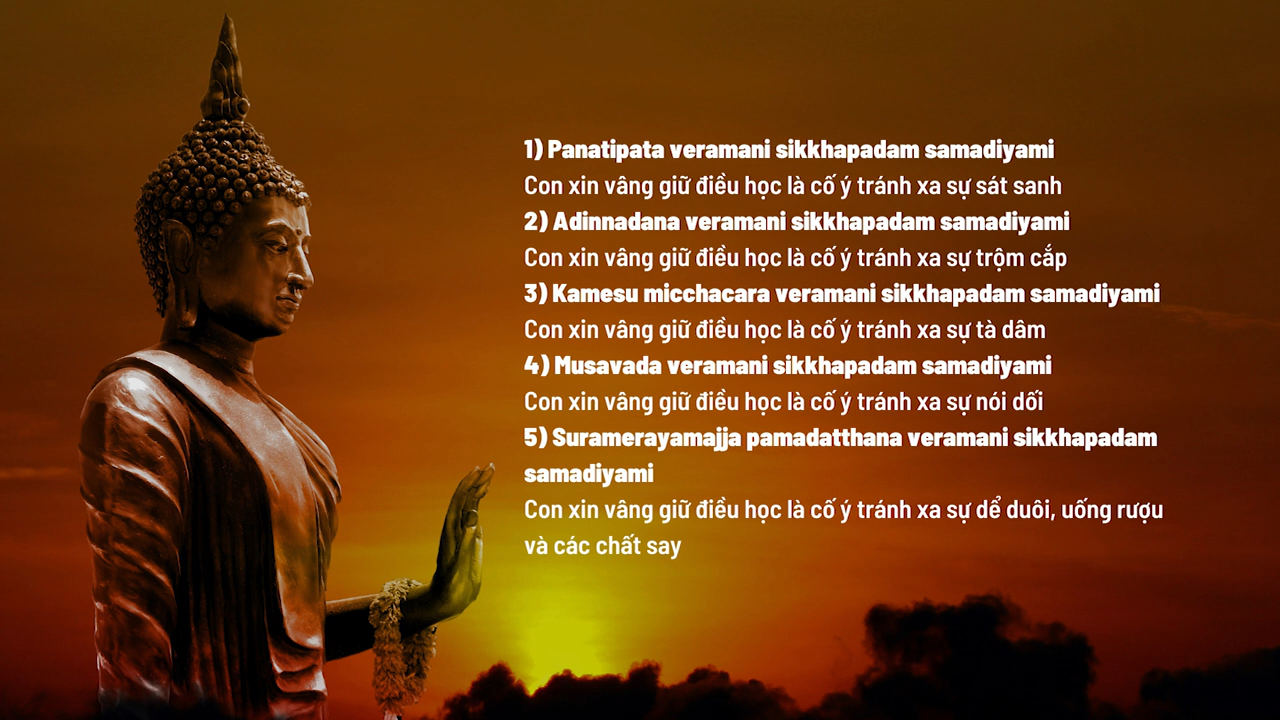 1) Panatipata veramani sikkhapadam samadiyami
Con xin vâng giữ điều học là cố ý tránh xa sự sát sanh
2) Adinnadana veramani sikkhapadam samadiyami
Con xin vâng giữ điều học là cố ý tránh xa sự trộm cắp
3) Kamesu micchacara veramani sikkhapadam samadiyami
Con xin vâng giữ điều học là cố ý tránh xa sự tà dâm
4) Musavada veramani sikkhapadam samadiyami
Con xin vâng giữ điều học là cố ý tránh xa sự nói dối
5) Suramerayamajja pamadatthana veramani sikkhapadam
samadiyami
Con xin vâng giữ điều học là cố ý tránh xa sự dể duôi, uống rượu
và các chất say